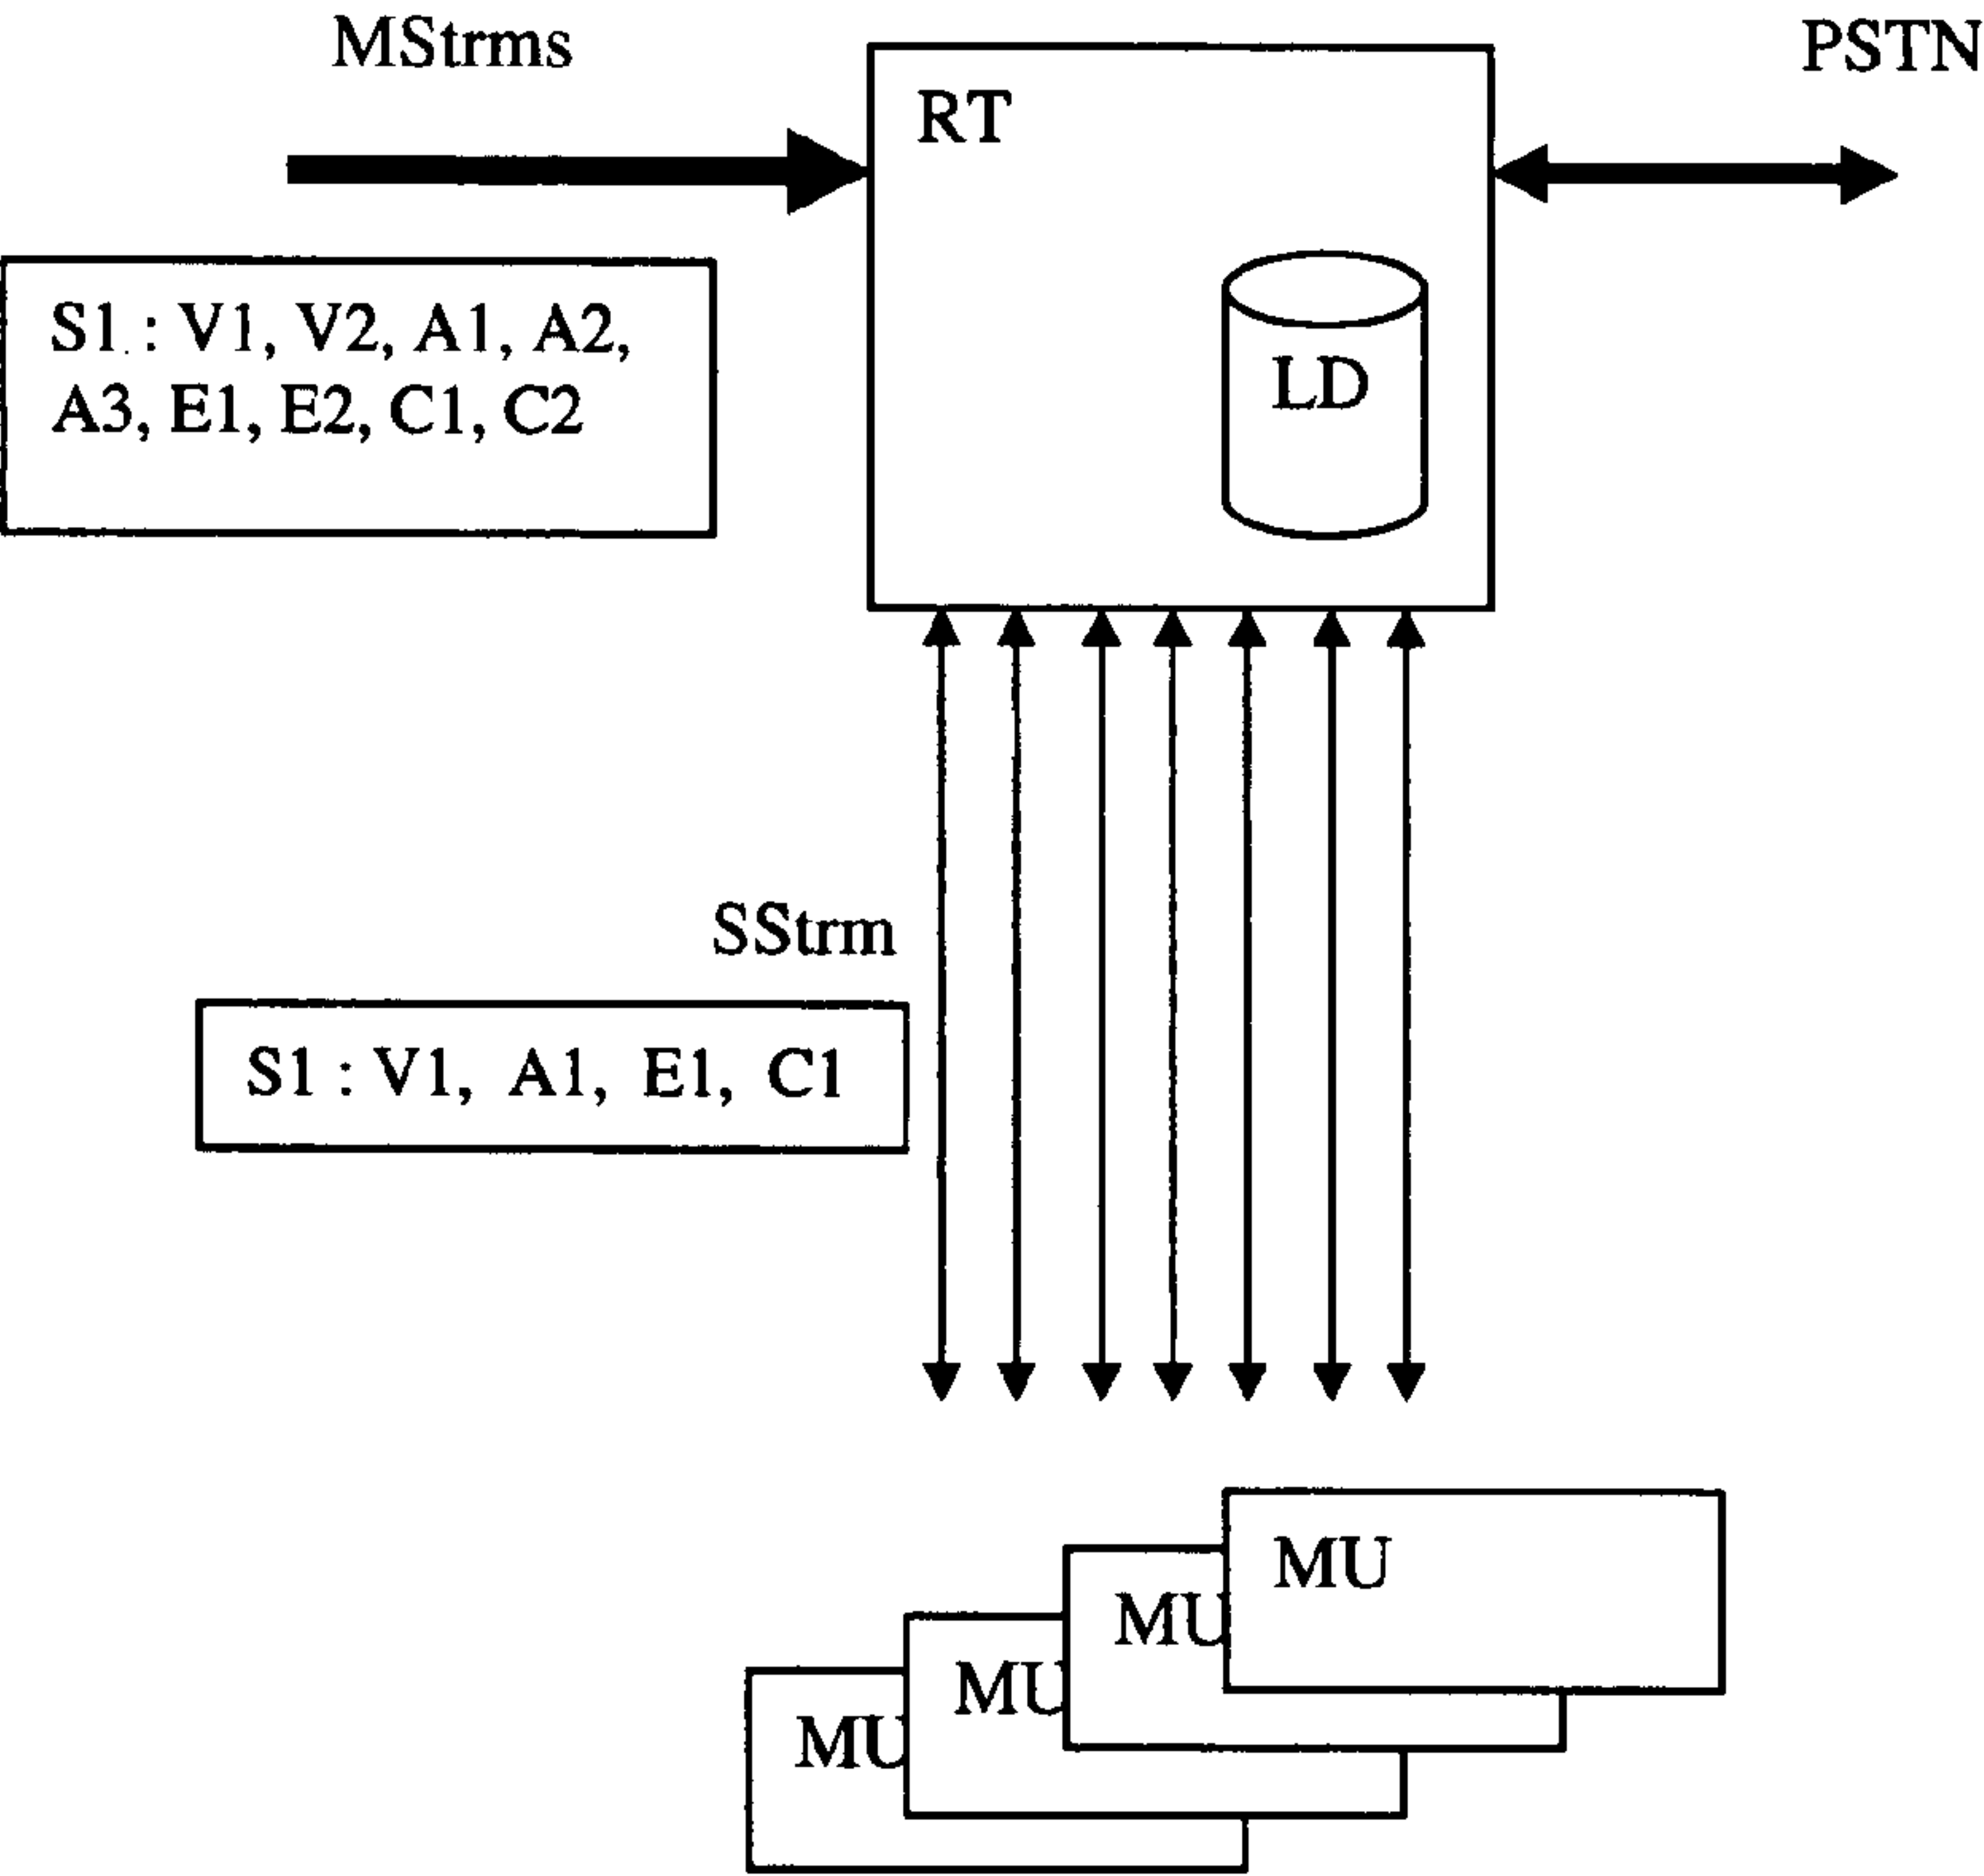 MStrms
PSTN
RT
S1 : V1, V2, A1, A2,
A3, E1, E2, C1, C2
LD
SStrm
S1 : V1, A1, E1, C1
MU
MU
MU
MU